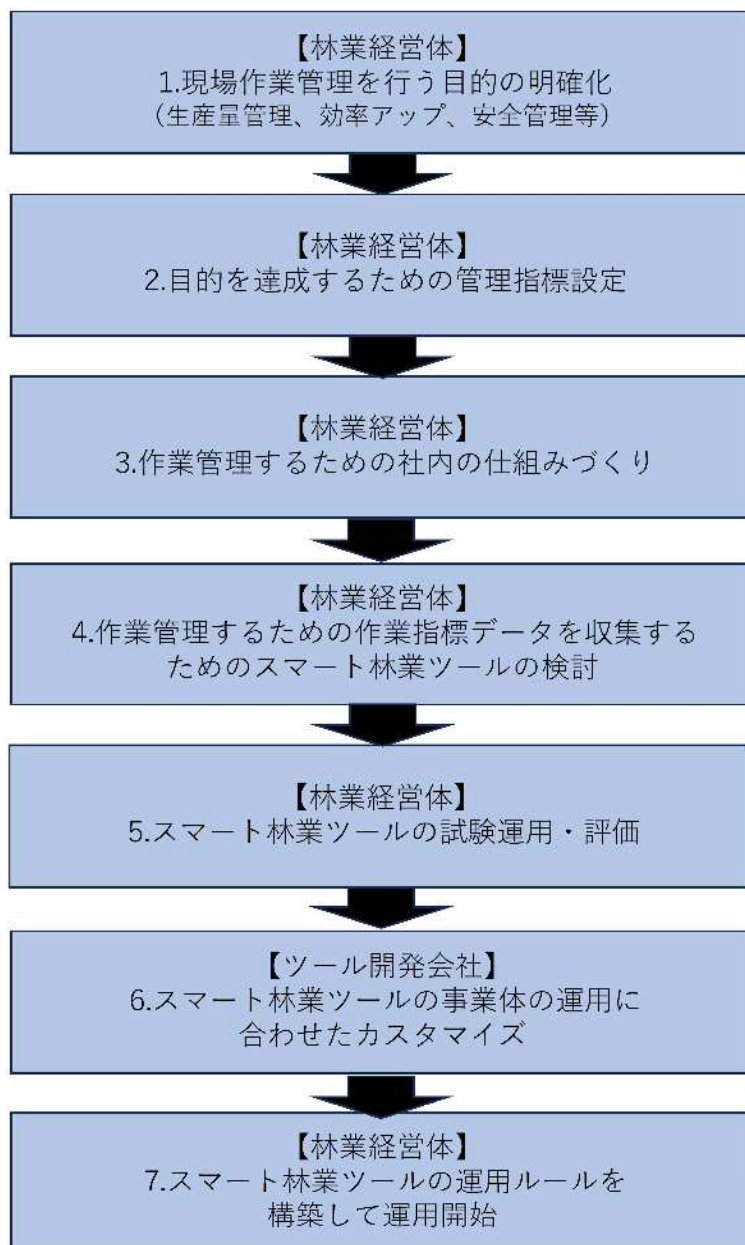 【林業経営体】
1.現場作業管理を行う目的の明確化
（生産量管理、効率アップ、安全管理等）
【林業経営体】
2.目的を達成するための管理指標設定
【林業経営体】
3.作業管理するための社内の仕組みづくり
【林業経営体】
4.作業管理するための作業指標データを収集する
ためのスマート林業ツールの検討
【林業経営体】
5.スマート林業ツールの試験運用・評価
【ツール開発会社】
6.スマート林業ツールの事業体の運用に
合わせたカスタマイズ
【林業経営体】
7.スマート林業ツールの運用ルールを
構築して運用開始